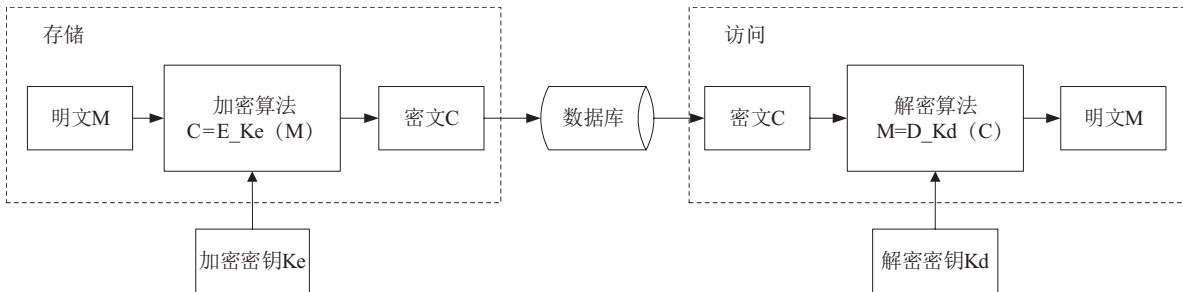 存储
明文M
加密算法
C=E_Ke（M）
密文C
加密密钥Ke
数据库
访问
密文C
解密算法
M=D_Kd（C）
明文M
解密密钥Kd